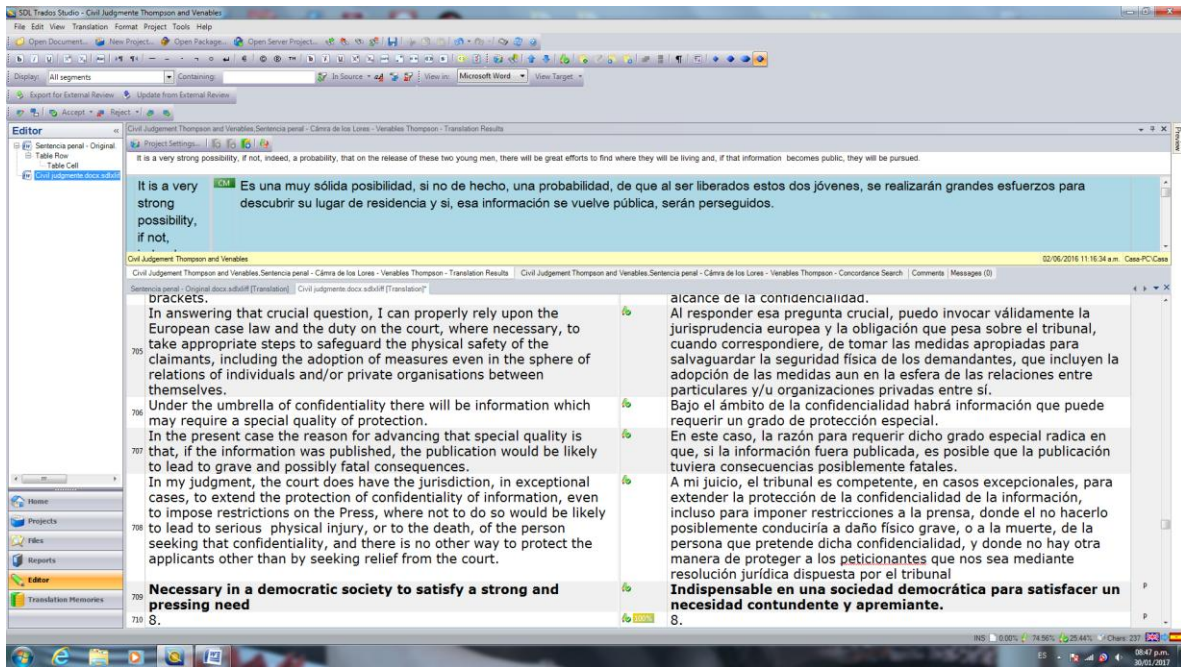 SDL Trados Studio - Civil Judgmente Thompson and Venables
File Edit View Translation Format Project Tools Help
Open Document... New Project... Open Package... Open Server Project...
Display: All segments Containing: In Source View in: Microsoft Word View Target
Export for External Review Update from External Review
Accept Reject
Editor
Sentencia penal - Original
Table Row
Table Cell
Civil judgmente.docx.sdlxliff
Civil Judgement Thompson and Venables,Sentencia penal - Cámra de los Lores - Venables Thompson - Translation Results
Preview
Project Settings...
It is a very strong possibility, if not, indeed, a probability, that on the release of these two young men, there will be great efforts to find where they will be living and, if that information becomes public, they will be pursued.
It is a very
strong
possibility,
if not,
CM Es una muy sólida posibilidad, si no de hecho, una probabilidad, de que al ser liberados estos dos jóvenes, se realizarán grandes esfuerzos para
descubrir su lugar de residencia y si, esa información se vuelve pública, serán perseguidos.
Civil Judgement Thompson and Venables 02/06/2016 11:16:34 a.m. Casa-PC\Casa
Civil Judgement Thompson and Venables,Sentencia penal - Cámra de los Lores - Venables Thompson - Translation Results Civil Judgement Thompson and Venables,Sentencia penal - Cámra de los Lores - Venables Thompson - Concordance Search Comments Messages (0)
Sentencia penal - Original.docx.sdlxliff [Translation] Civil judgmente.docx.sdlxliff [Translation]*
brackets.
alcance de la confidencialidad.
705
In answering that crucial question, I can properly rely upon the
European case law and the duty on the court, where necessary, to
take appropriate steps to safeguard the physical safety of the
claimants, including the adoption of measures even in the sphere of
relations of individuals and/or private organisations between
themselves.
Al responder esa pregunta crucial, puedo invocar válidamente la
jurisprudencia europea y la obligación que pesa sobre el tribunal,
cuando correspondiere, de tomar las medidas apropiadas para
salvaguardar la seguridad física de los demandantes, que incluyen la
adopción de las medidas aun en la esfera de las relaciones entre
particulares y/u organizaciones privadas entre sí.
706
Under the umbrella of confidentiality there will be information which
may require a special quality of protection.
Bajo el ámbito de la confidencialidad habrá información que puede
requerir un grado de protección especial.
707
In the present case the reason for advancing that special quality is
that, if the information was published, the publication would be likely
to lead to grave and possibly fatal consequences.
En este caso, la razón para requerir dicho grado especial radica en
que, si la información fuera publicada, es posible que la publicación
tuviera consecuencias posiblemente fatales.
708
In my judgment, the court does have the jurisdiction, in exceptional
cases, to extend the protection of confidentiality of information, even
to impose restrictions on the Press, where not to do so would be likely
to lead to serious physical injury, or to the death, of the person
seeking that confidentiality, and there is no other way to protect the
applicants other than by seeking relief from the court.
A mi juicio, el tribunal es competente, en casos excepcionales, para
extender la protección de la confidencialidad de la información,
incluso para imponer restricciones a la prensa, donde el no hacerlo
posiblemente conduciría a daño físico grave, o a la muerte, de la
persona que pretende dicha confidencialidad, y donde no hay otra
manera de proteger a los peticionantes que nos sea mediante
resolución jurídica dispuesta por el tribunal
709
Necessary in a democratic society to satisfy a strong and
pressing need
Indispensable en una sociedad democrática para satisfacer un
necesidad contundente y apremiante.
P
710 8. 100% 8. P
Home
Projects
Files
Reports
Editor
Translation Memories
INS 0.00% 74.56% 25.44% Chars: 237
ES 08:47 p.m.
30/01/2017